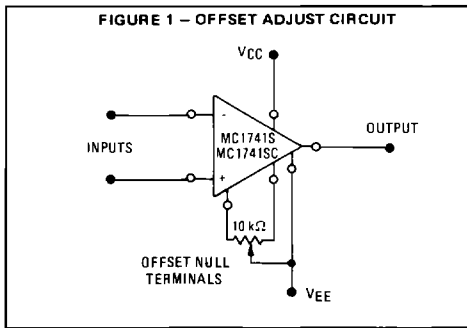 FIGURE 1 – OFFSET ADJUST CIRCUIT
VCC
-
MC1741S
MC1741SC
OUTPUT
INPUTS
+
10 kΩ
OFFSET NULL
TERMINALS
VEE